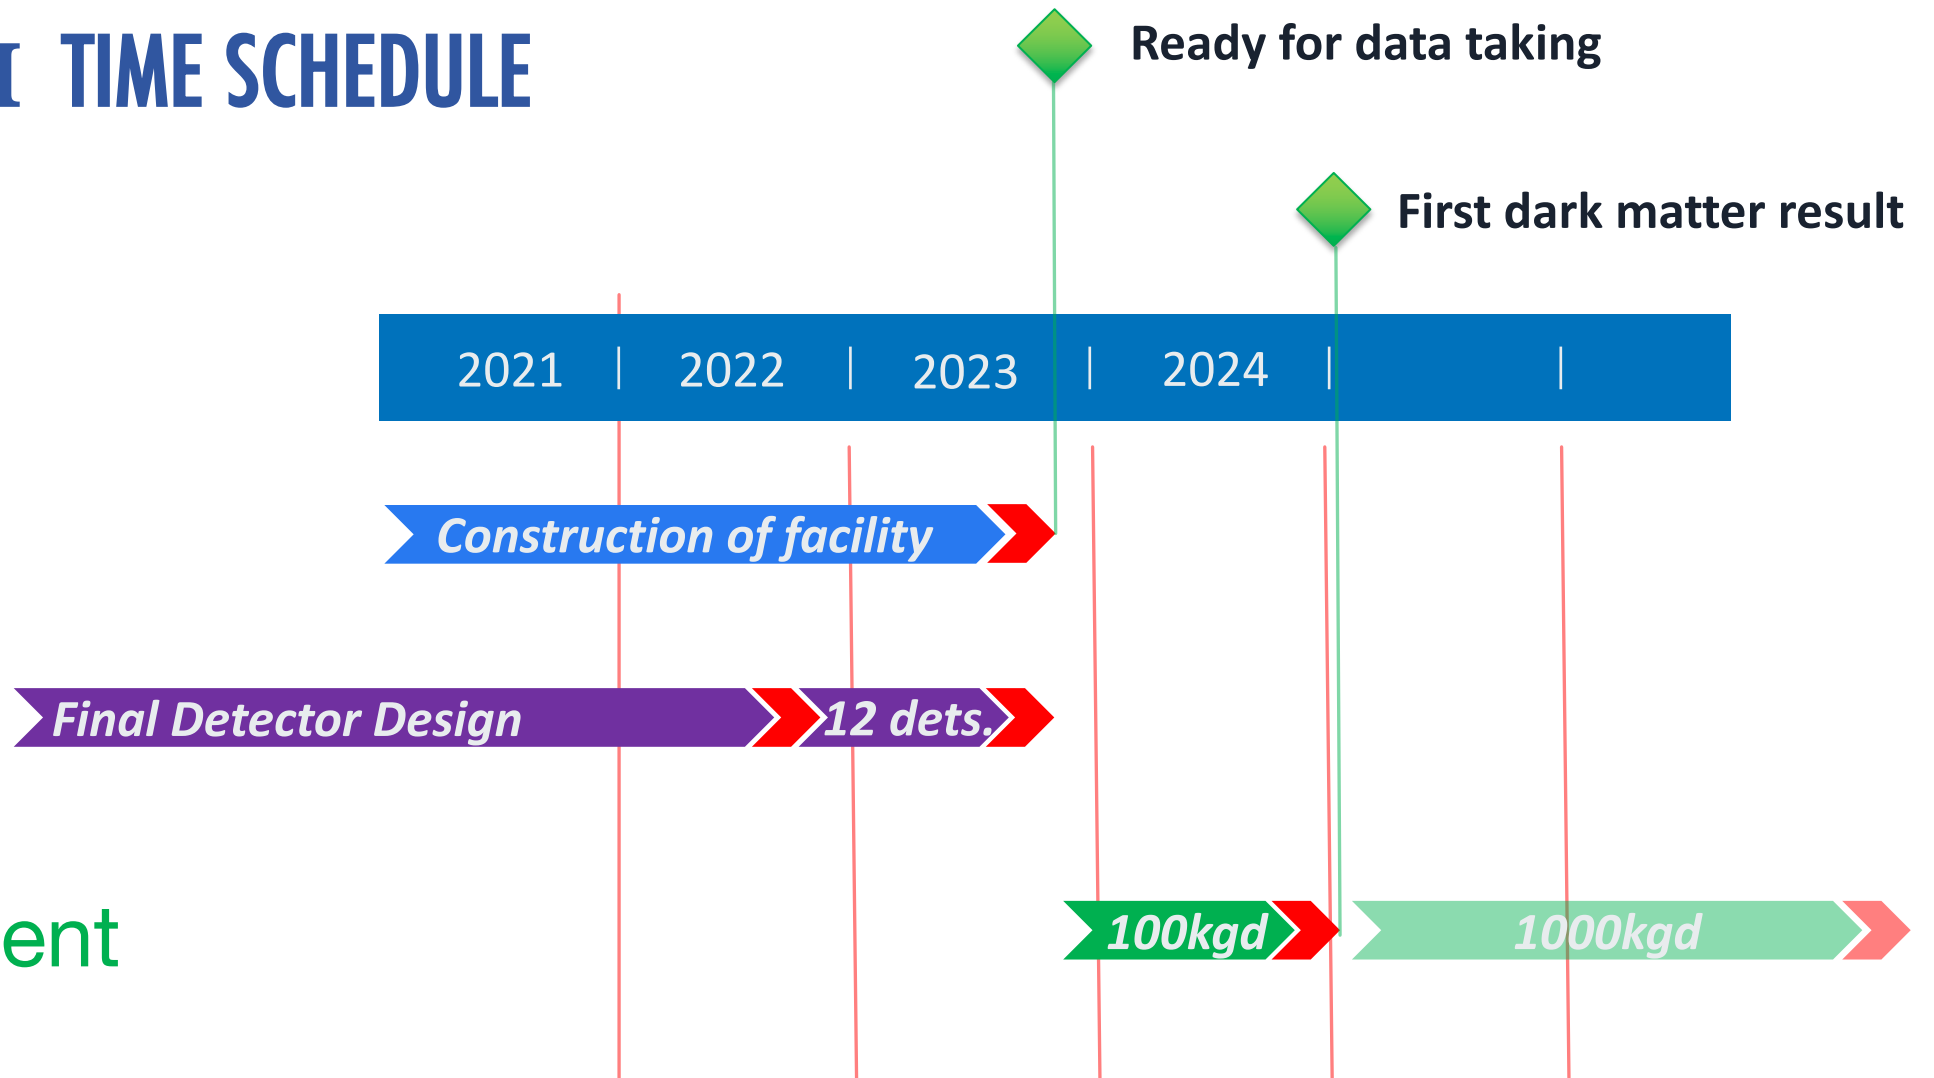 TIME SCHEDULE
Ready for data taking
First dark matter result
2021 | 2022 | 2023 | 2024 | |
Construction of facility
Final Detector Design 12 dets.
ent
100kgd 1000kgd